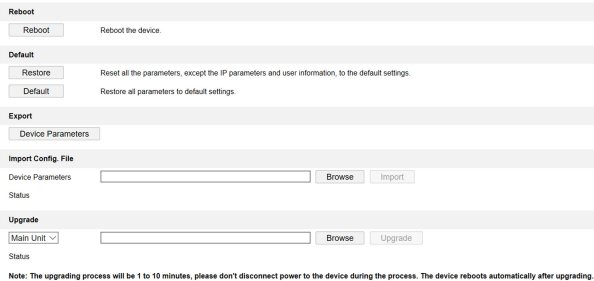 Reboot
Reboot Reboot the device.
Default
Restore Reset all the parameters, except the IP parameters and user information, to the default settings.
Default Restore all parameters to default settings.
Export
Device Parameters
Import Config. File
Device Parameters Browse Import
Status
Upgrade
Main Unit Browse Upgrade
Status
Note: The upgrading process will be 1 to 10 minutes, please don't disconnect power to the device during the process. The device reboots automatically after upgrading.